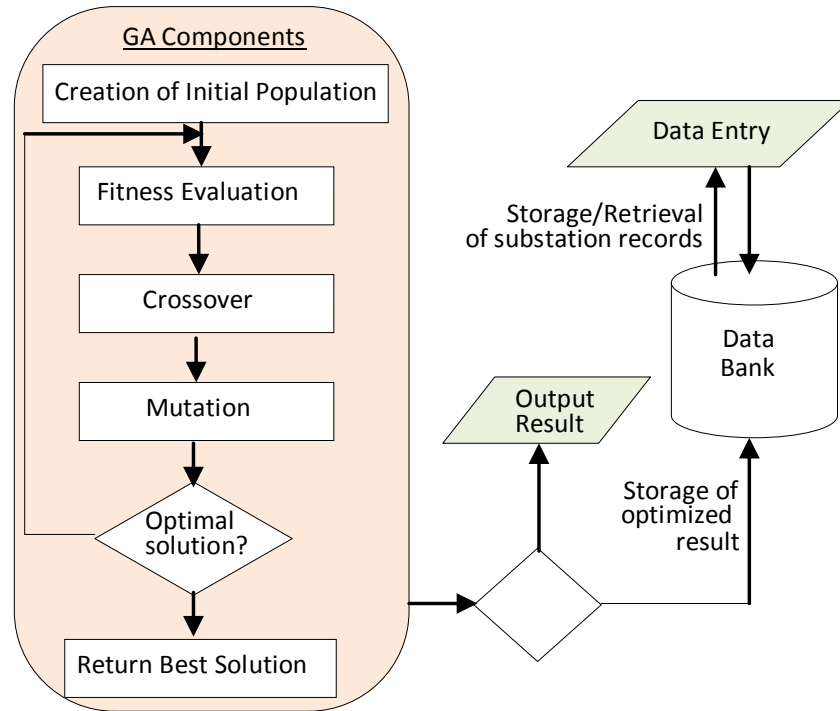 GA Components
Creation of Initial Population
Fitness Evaluation
Crossover
Mutation
Optimal
solution?
Return Best Solution
Data Entry
Storage/Retrieval
of substation records
Data
Bank
Output
Result
Storage of
optimized
result